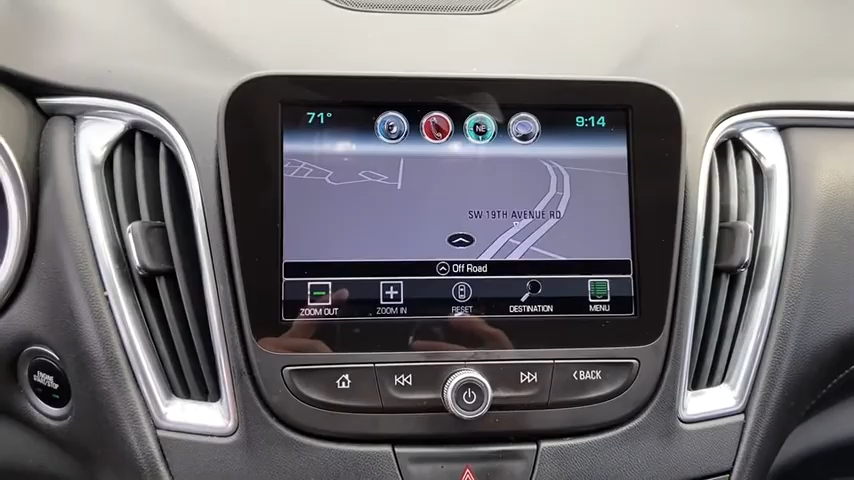 71°
NE
9:14
SW 19TH AVENUE RD
Off Road
ZOOM OUT
ZOOM IN
RESET
DESTINATION
MENU
ENGINE
START/STOP
BACK